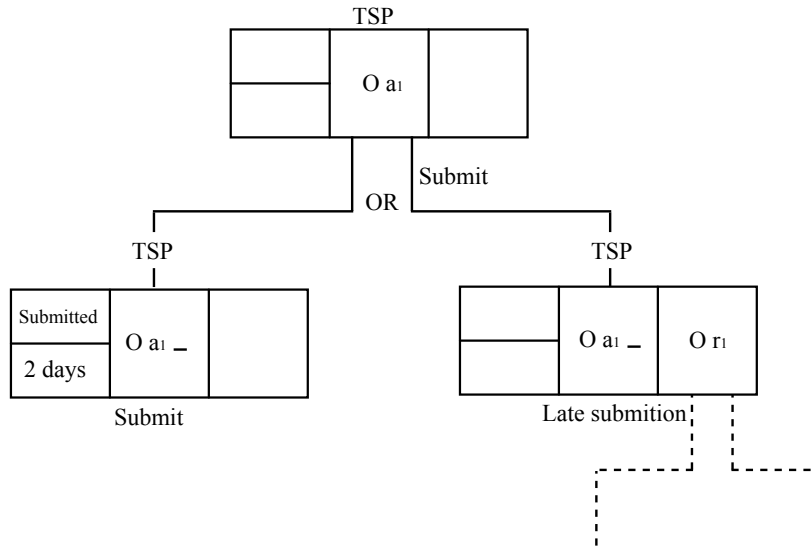 TSP
O a1
Submit
OR
TSP
TSP
Submitted
2 days
O a1 _
O a1 _
O r1
Submit
Late submition